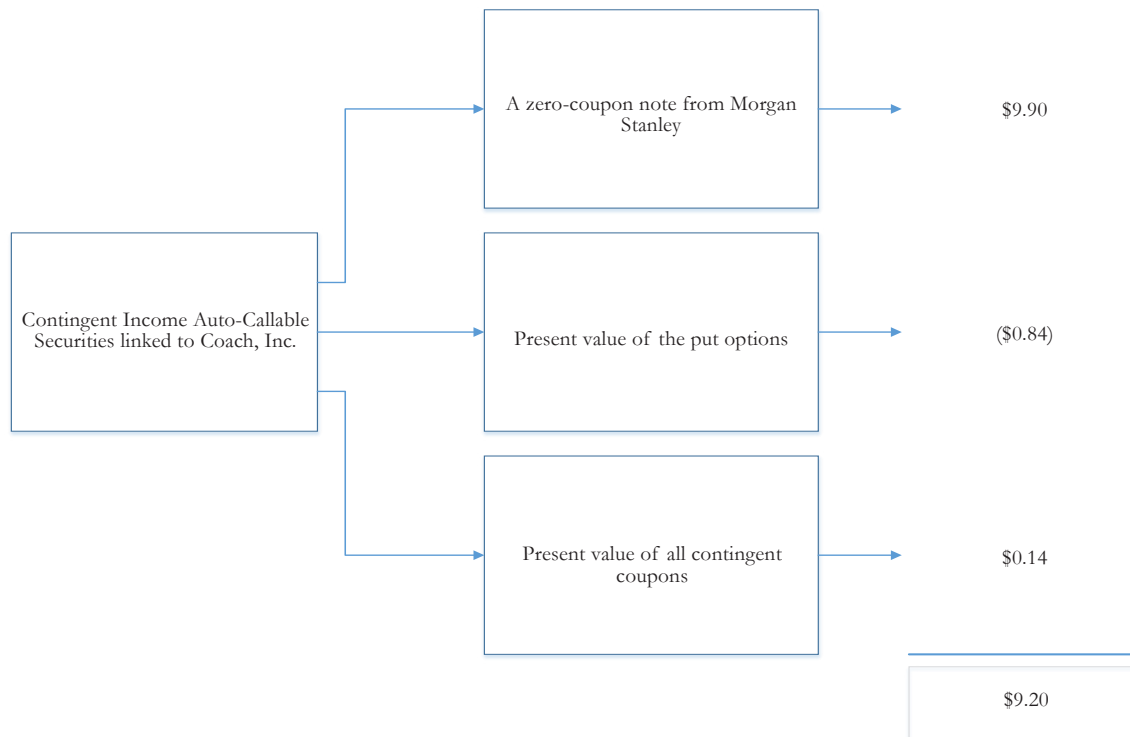 A zero-coupon note from Morgan
Stanley
$9.90
Contingent Income Auto-Callable
Securities linked to Coach, Inc.
Present value of the put options
($0.84)
Present value of all contingent
coupons
$0.14
$9.20